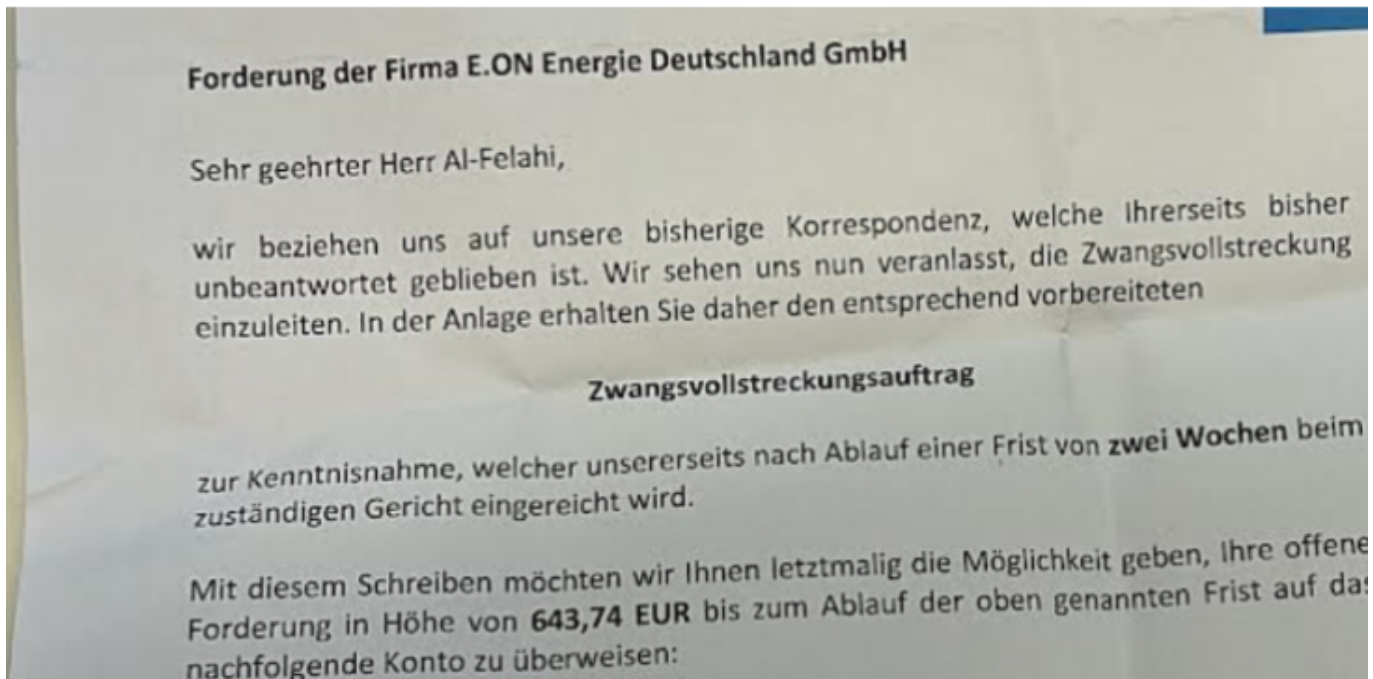 Forderung der Firma E.ON Energie Deutschland GmbH
Sehr geehrter Herr Al-Felahi,
wir beziehen uns auf unsere bisherige Korrespondenz, welche Ihrerseits bisher
unbeantwortet geblieben ist. Wir sehen uns nun veranlasst, die Zwangsvollstreckung
einzuleiten. In der Anlage erhalten Sie daher den entsprechend vorbereiteten
Zwangsvollstreckungsauftrag
zur Kenntnisnahme, welcher unsererseits nach Ablauf einer Frist von zwei Wochen beim
zuständigen Gericht eingereicht wird.
Mit diesem Schreiben möchten wir Ihnen letztmalig die Möglichkeit geben, Ihre offene
Forderung in Höhe von 643,74 EUR bis zum Ablauf der oben genannten Frist auf das
nachfolgende Konto zu überweisen: